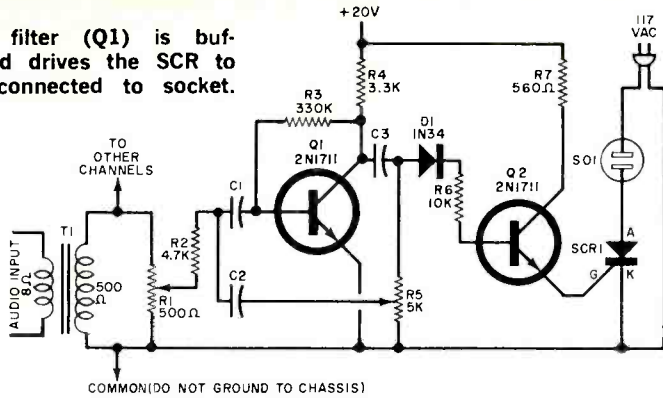 filter (Q1) is buf-
d drives the SCR to
connected to socket.
+20V
117
VAC
R3
330K
R4
3.3K
R7
560Ω
TO
OTHER
CHANNELS
Q1
2N1711
C3
D1
1N34
Q2
2N1711
SO1
C1
R6
10K
R2
4.7K
T1
AUDIO INPUT
8Ω
500
Ω
R1
500Ω
C2
R5
5K
SCR1
A
G
K
COMMON (DO NOT GROUND TO CHASSIS)